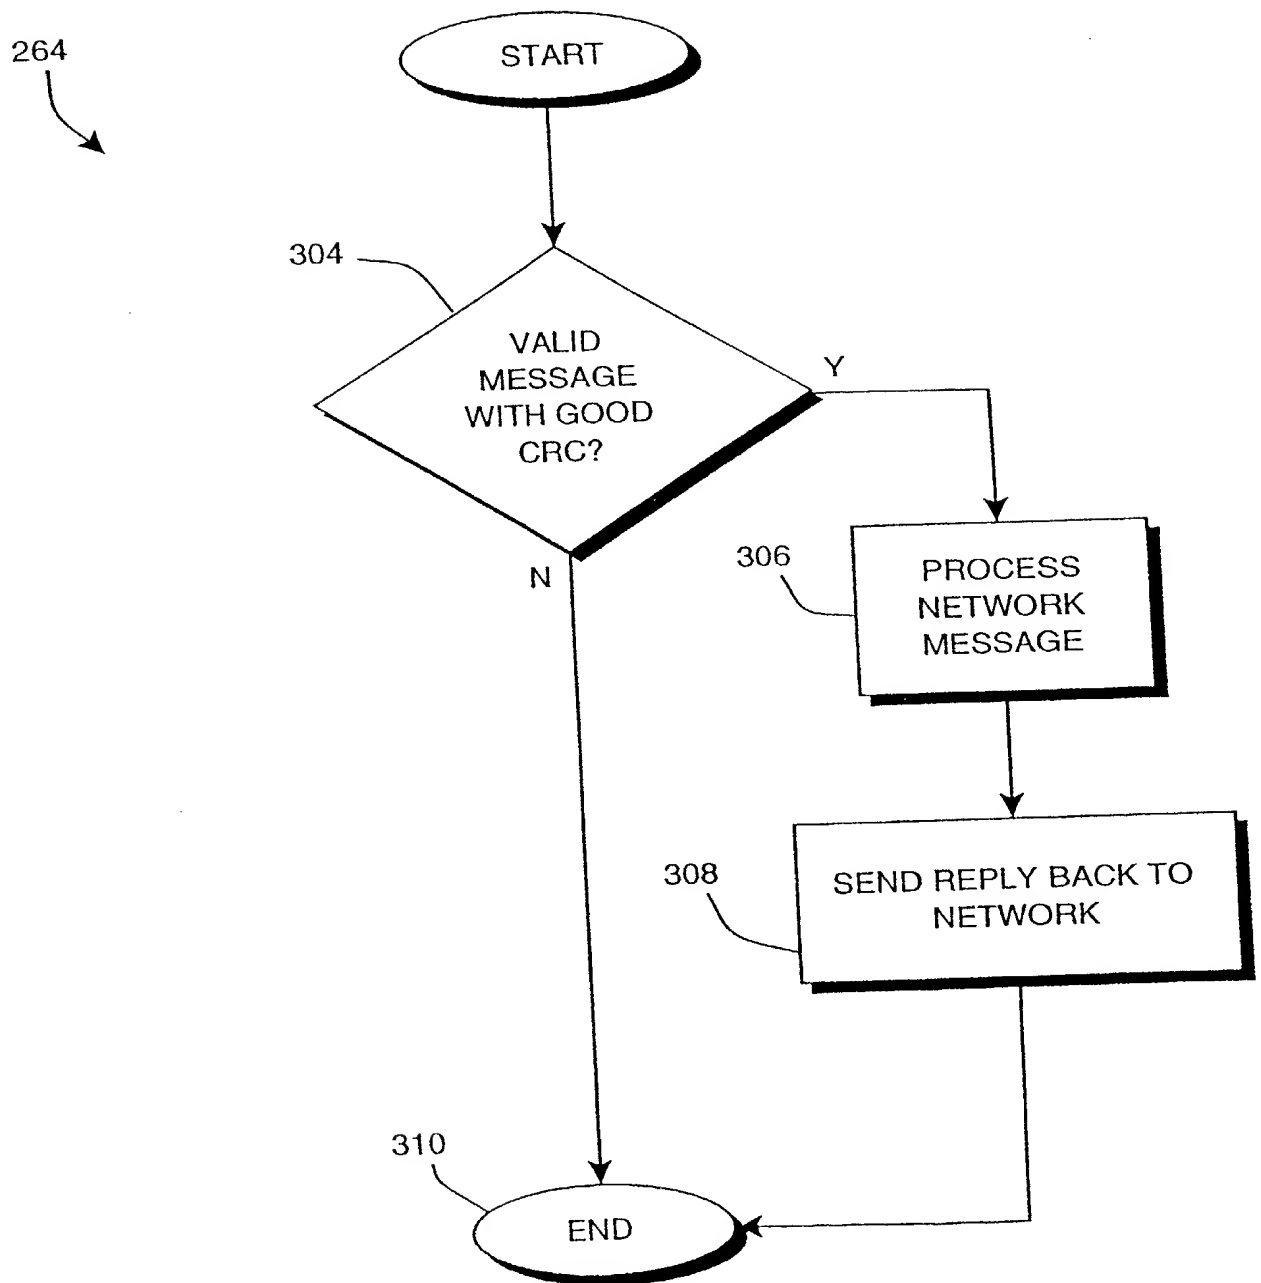 264
START
304
VALID
MESSAGE
WITH GOOD
CRC?
Y
N
306
PROCESS
NETWORK
MESSAGE
308
SEND REPLY BACK TO
NETWORK
310
END